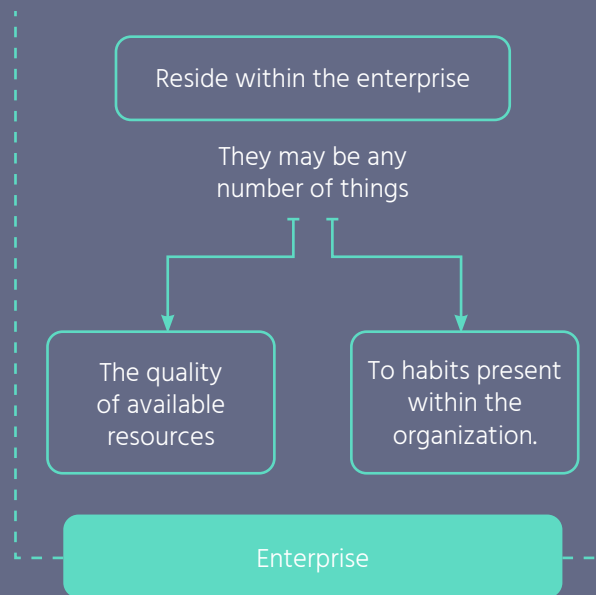 Reside within the enterprise
They may be any
number of things
The quality
of available
resources
To habits present
within the
organization.
Enterprise